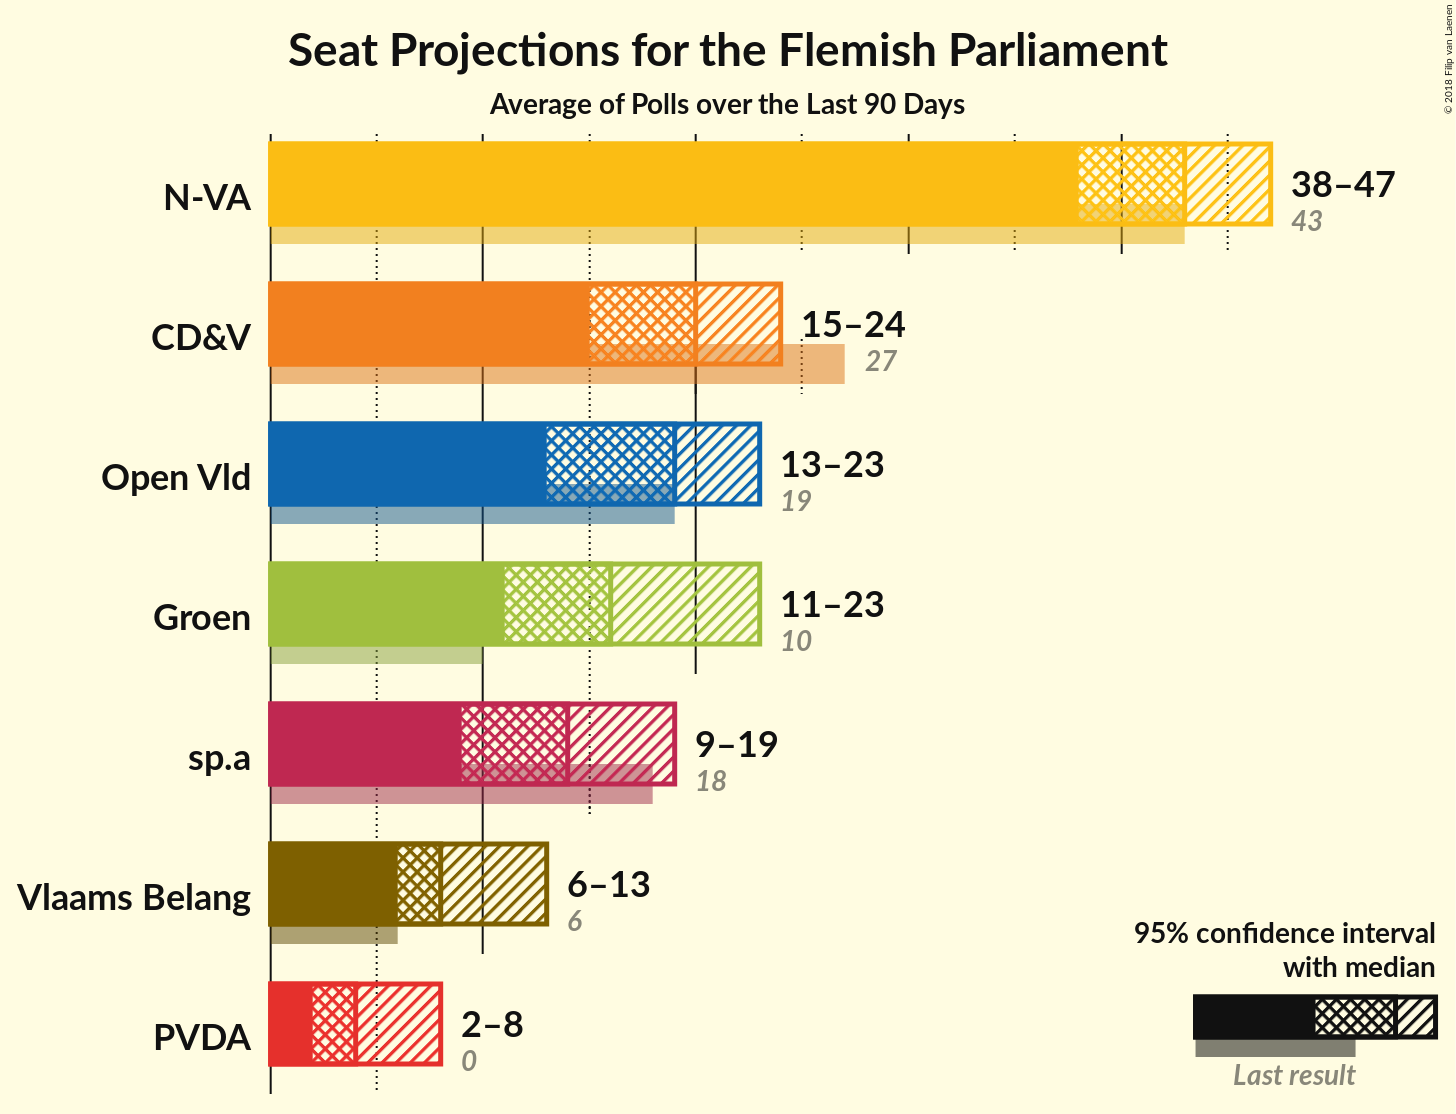 Seat Projections for the Flemish Parliament
Average of Polls over the Last 90 Days
© 2018 Filip van Laenen
N-VA
38–47
43
CD&V
15–24
27
Open Vld
13–23
19
Groen
11–23
10
sp.a
9–19
18
Vlaams Belang
6–13
6
PVDA
2–8
0
95% confidence interval
with median
Last result